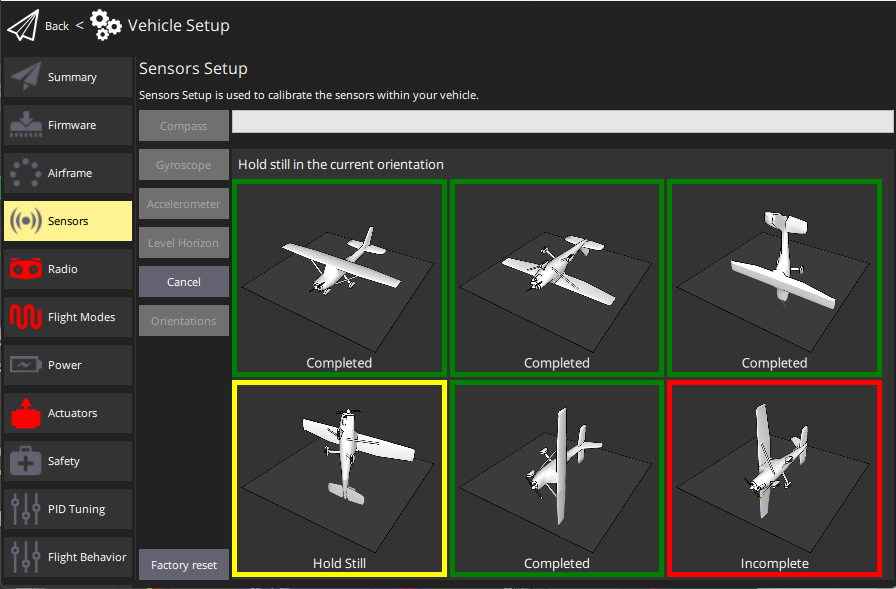 Back < Vehicle Setup
Summary
Firmware
Airframe
Sensors
Radio
Flight Modes
Power
Actuators
Safety
PID Tuning
Flight Behavior
Sensors Setup
Sensors Setup is used to calibrate the sensors within your vehicle.
Compass
Gyroscope
Accelerometer
Level Horizon
Cancel
Orientations
Factory reset
Hold still in the current orientation
Completed
Completed
Completed
Hold Still
Completed
Incomplete